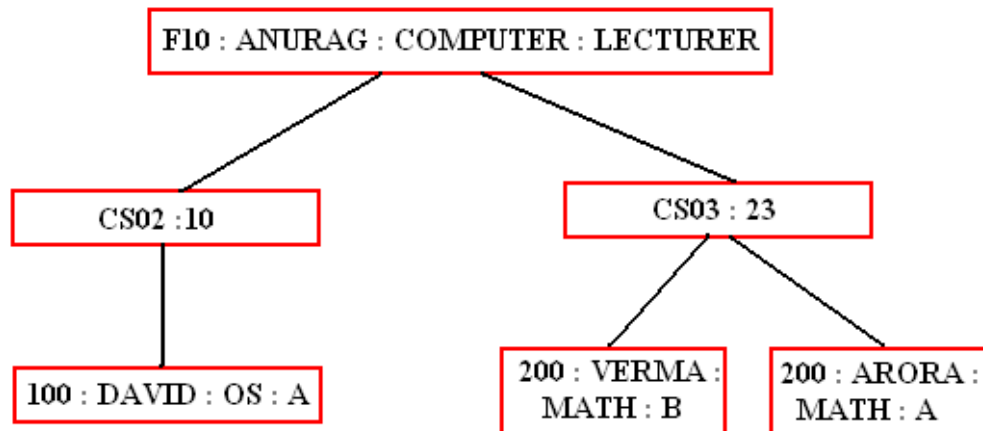 F10 : ANURAG : COMPUTER : LECTURER
CS02 :10
CS03 : 23
100 : DAVID : OS : A
200 : VERMA :
MATH : B
200 : ARORA :
MATH : A